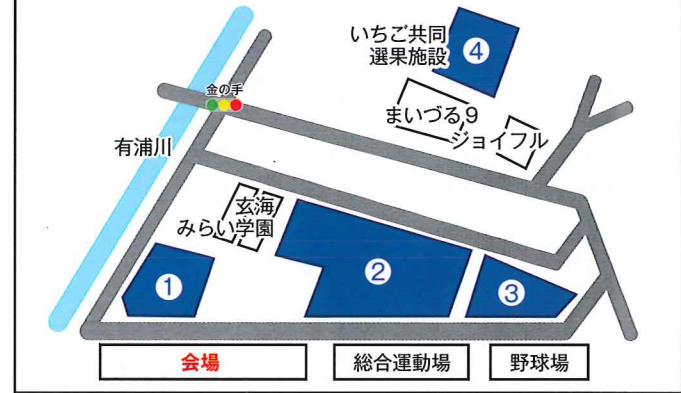 いちご共同
選果施設
④
金の手
まいづる9
ジョイフル
有浦川
玄海
みらい学園
①
②
③
会場
総合運動場
野球場